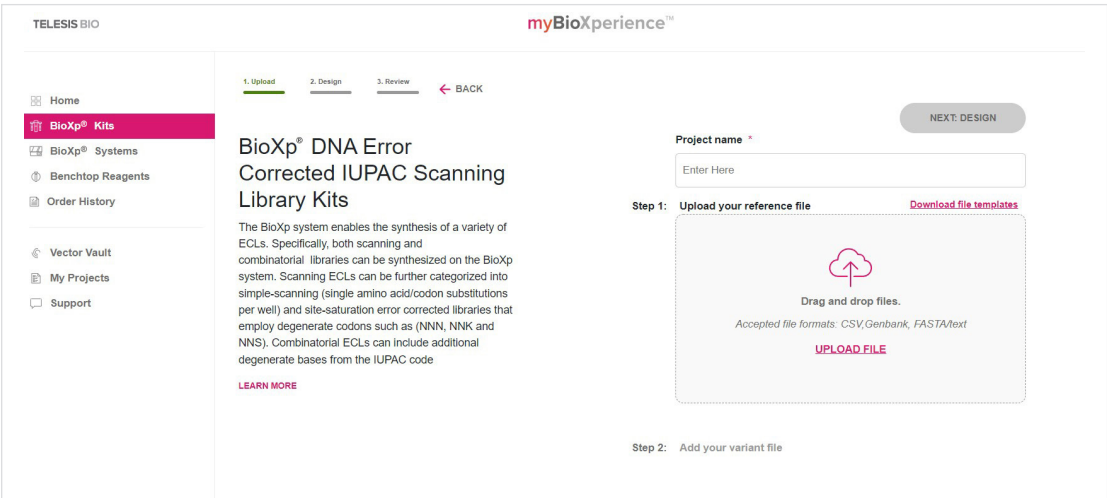 TELESIS BIO
myBioXperience™
Home
BioXp® Kits
BioXp® Systems
Benchtop Reagents
Order History
Vector Vault
My Projects
Support
1. Upload
2. Design
3. Review
← BACK
BioXp® DNA Error
Corrected IUPAC Scanning
Library Kits
The BioXp system enables the synthesis of a variety of
ECLs. Specifically, both scanning and
combinatorial libraries can be synthesized on the BioXp
system. Scanning ECLs can be further categorized into
simple-scanning (single amino acid/codon substitutions
per well) and site-saturation error corrected libraries that
employ degenerate codons such as (NNN, NNK and
NNS). Combinatorial ECLs can include additional
degenerate bases from the IUPAC code
LEARN MORE
NEXT: DESIGN
Project name *
Enter Here
Step 1: Upload your reference file
Download file templates
Drag and drop files.
Accepted file formats: CSV,Genbank, FASTA/text
UPLOAD FILE
Step 2: Add your variant file